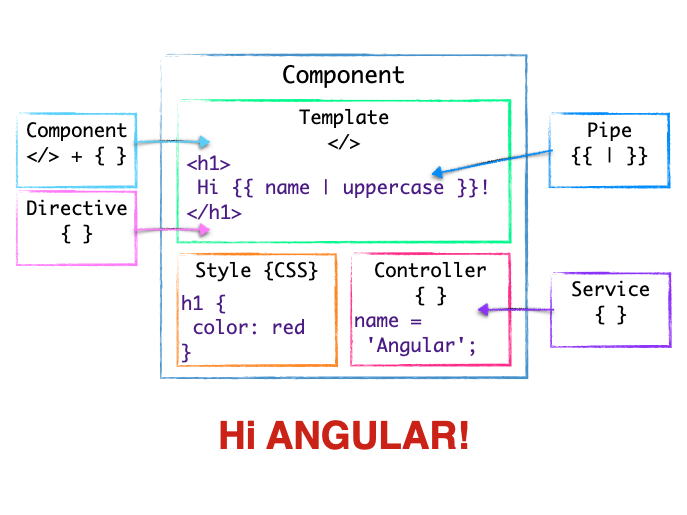 Component
Component
</> + { }
Directive
{ }
Template
</>
<h1>
Hi {{ name | uppercase }}!
</h1>
Style {CSS}
h1 {
color: red
}
Controller
{ }
name =
'Angular';
Pipe
{{ | }}
Service
{ }
Hi ANGULAR!